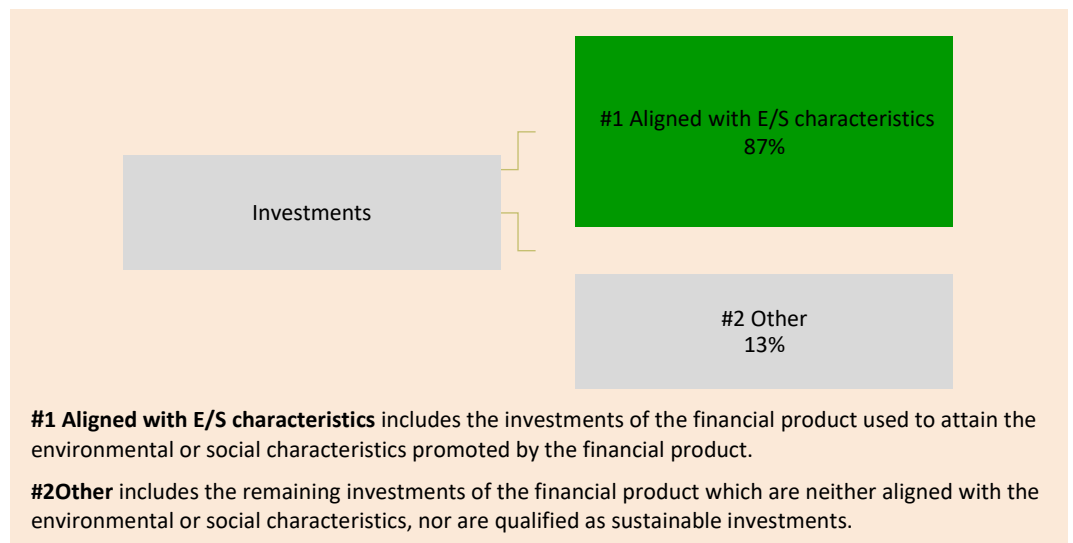 #1 Aligned with E/S characteristics
87%
Investments
#2 Other
13%
#1 Aligned with E/S characteristics includes the investments of the financial product used to attain the
environmental or social characteristics promoted by the financial product.
#2Other includes the remaining investments of the financial product which are neither aligned with the
environmental or social characteristics, nor are qualified as sustainable investments.